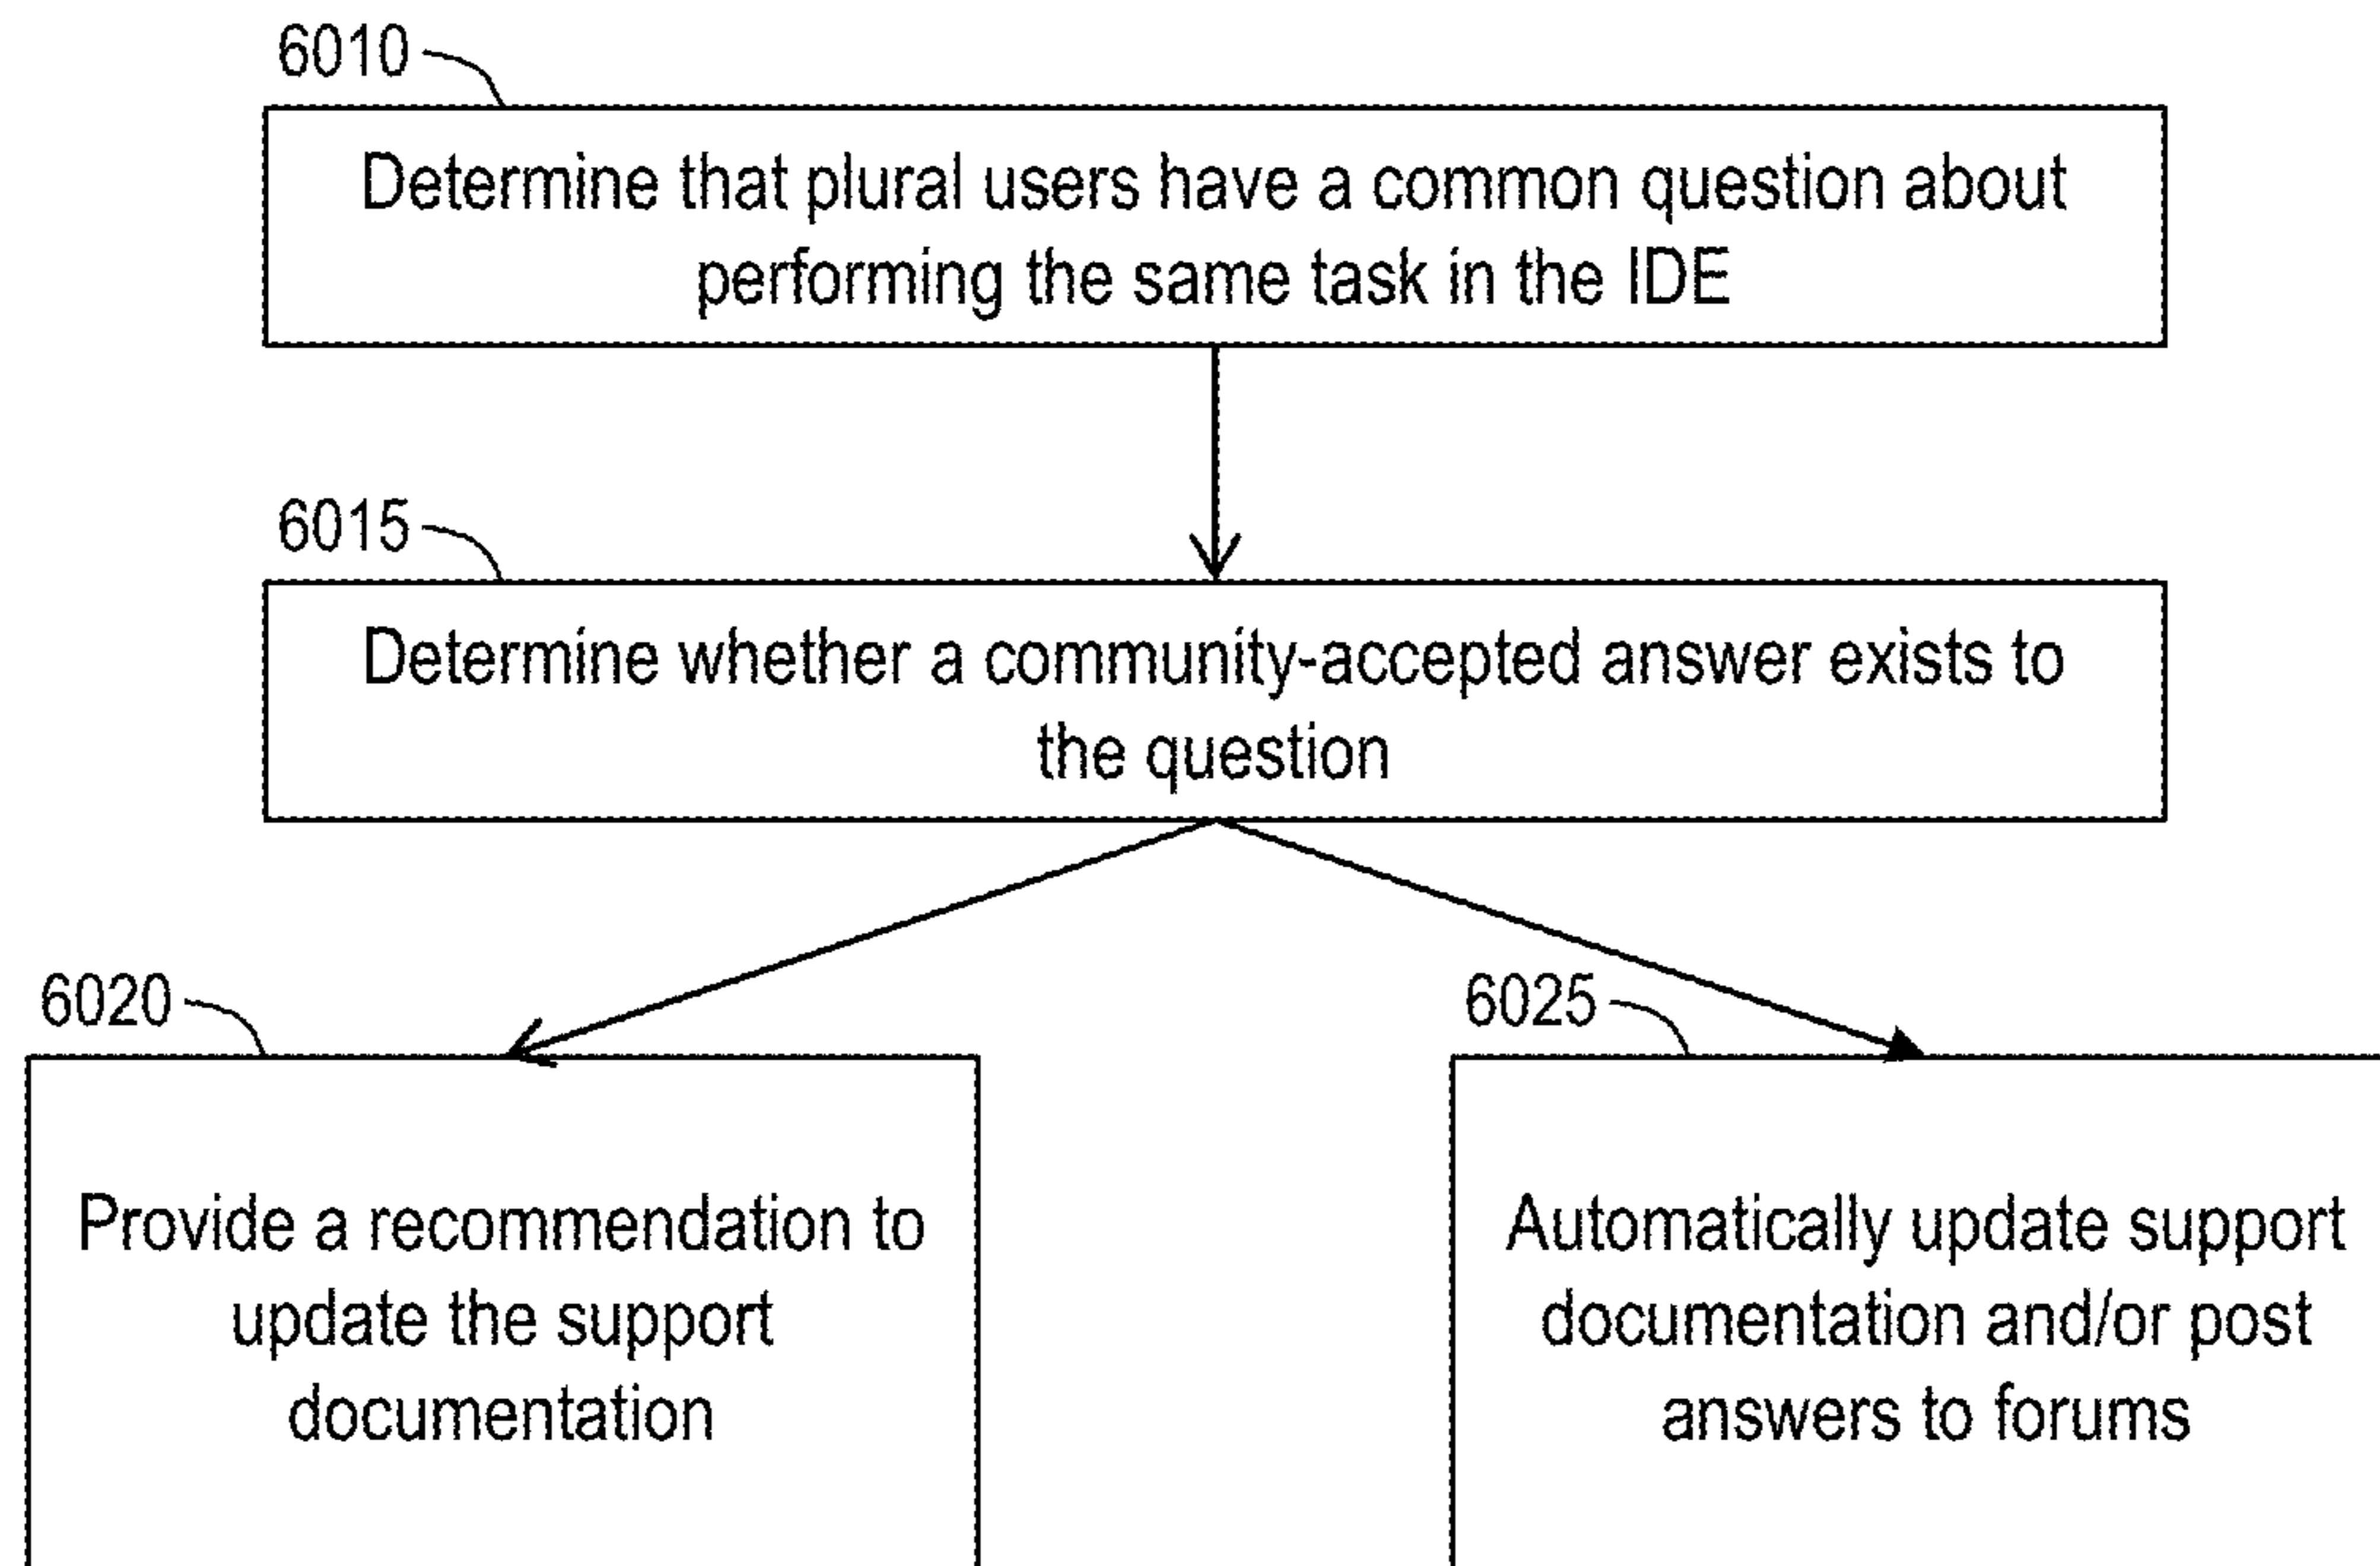 6010
Determine that plural users have a common question about
performing the same task in the IDE
6015
Determine whether a community-accepted answer exists to
the question
6020
Provide a recommendation to
update the support
documentation
6025
Automatically update support
documentation and/or post
answers to forums